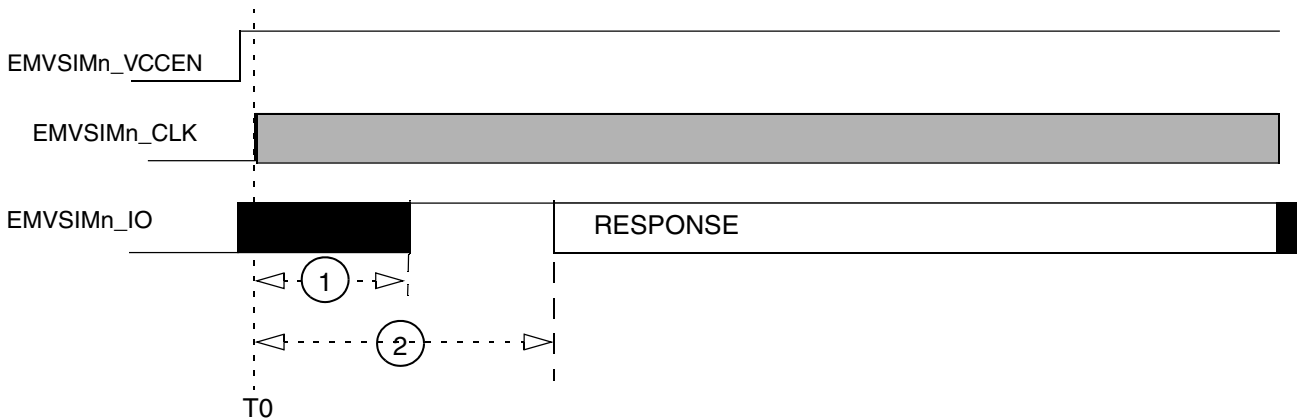 EMVSIMn_VCCEN
EMVSIMn_CLK
EMVSIMn_IO
RESPONSE
1
2
T0